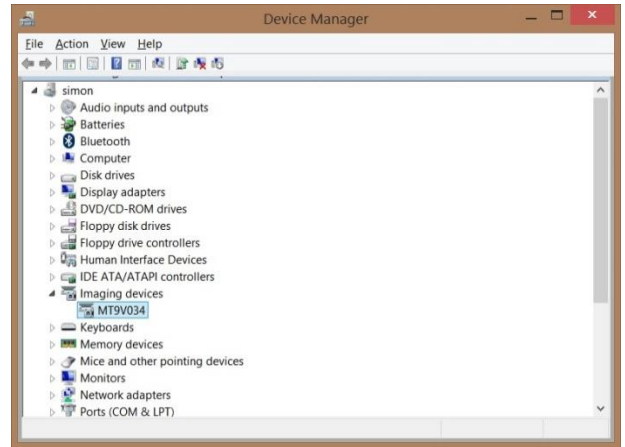 Device Manager
File Action View Help
simon
Audio inputs and outputs
Batteries
Bluetooth
Computer
Disk drives
Display adapters
DVD/CD-ROM drives
Floppy disk drives
Floppy drive controllers
Human Interface Devices
IDE ATA/ATAPI controllers
Imaging devices
MT9V034
Keyboards
Memory devices
Mice and other pointing devices
Monitors
Network adapters
Ports (COM & LPT)